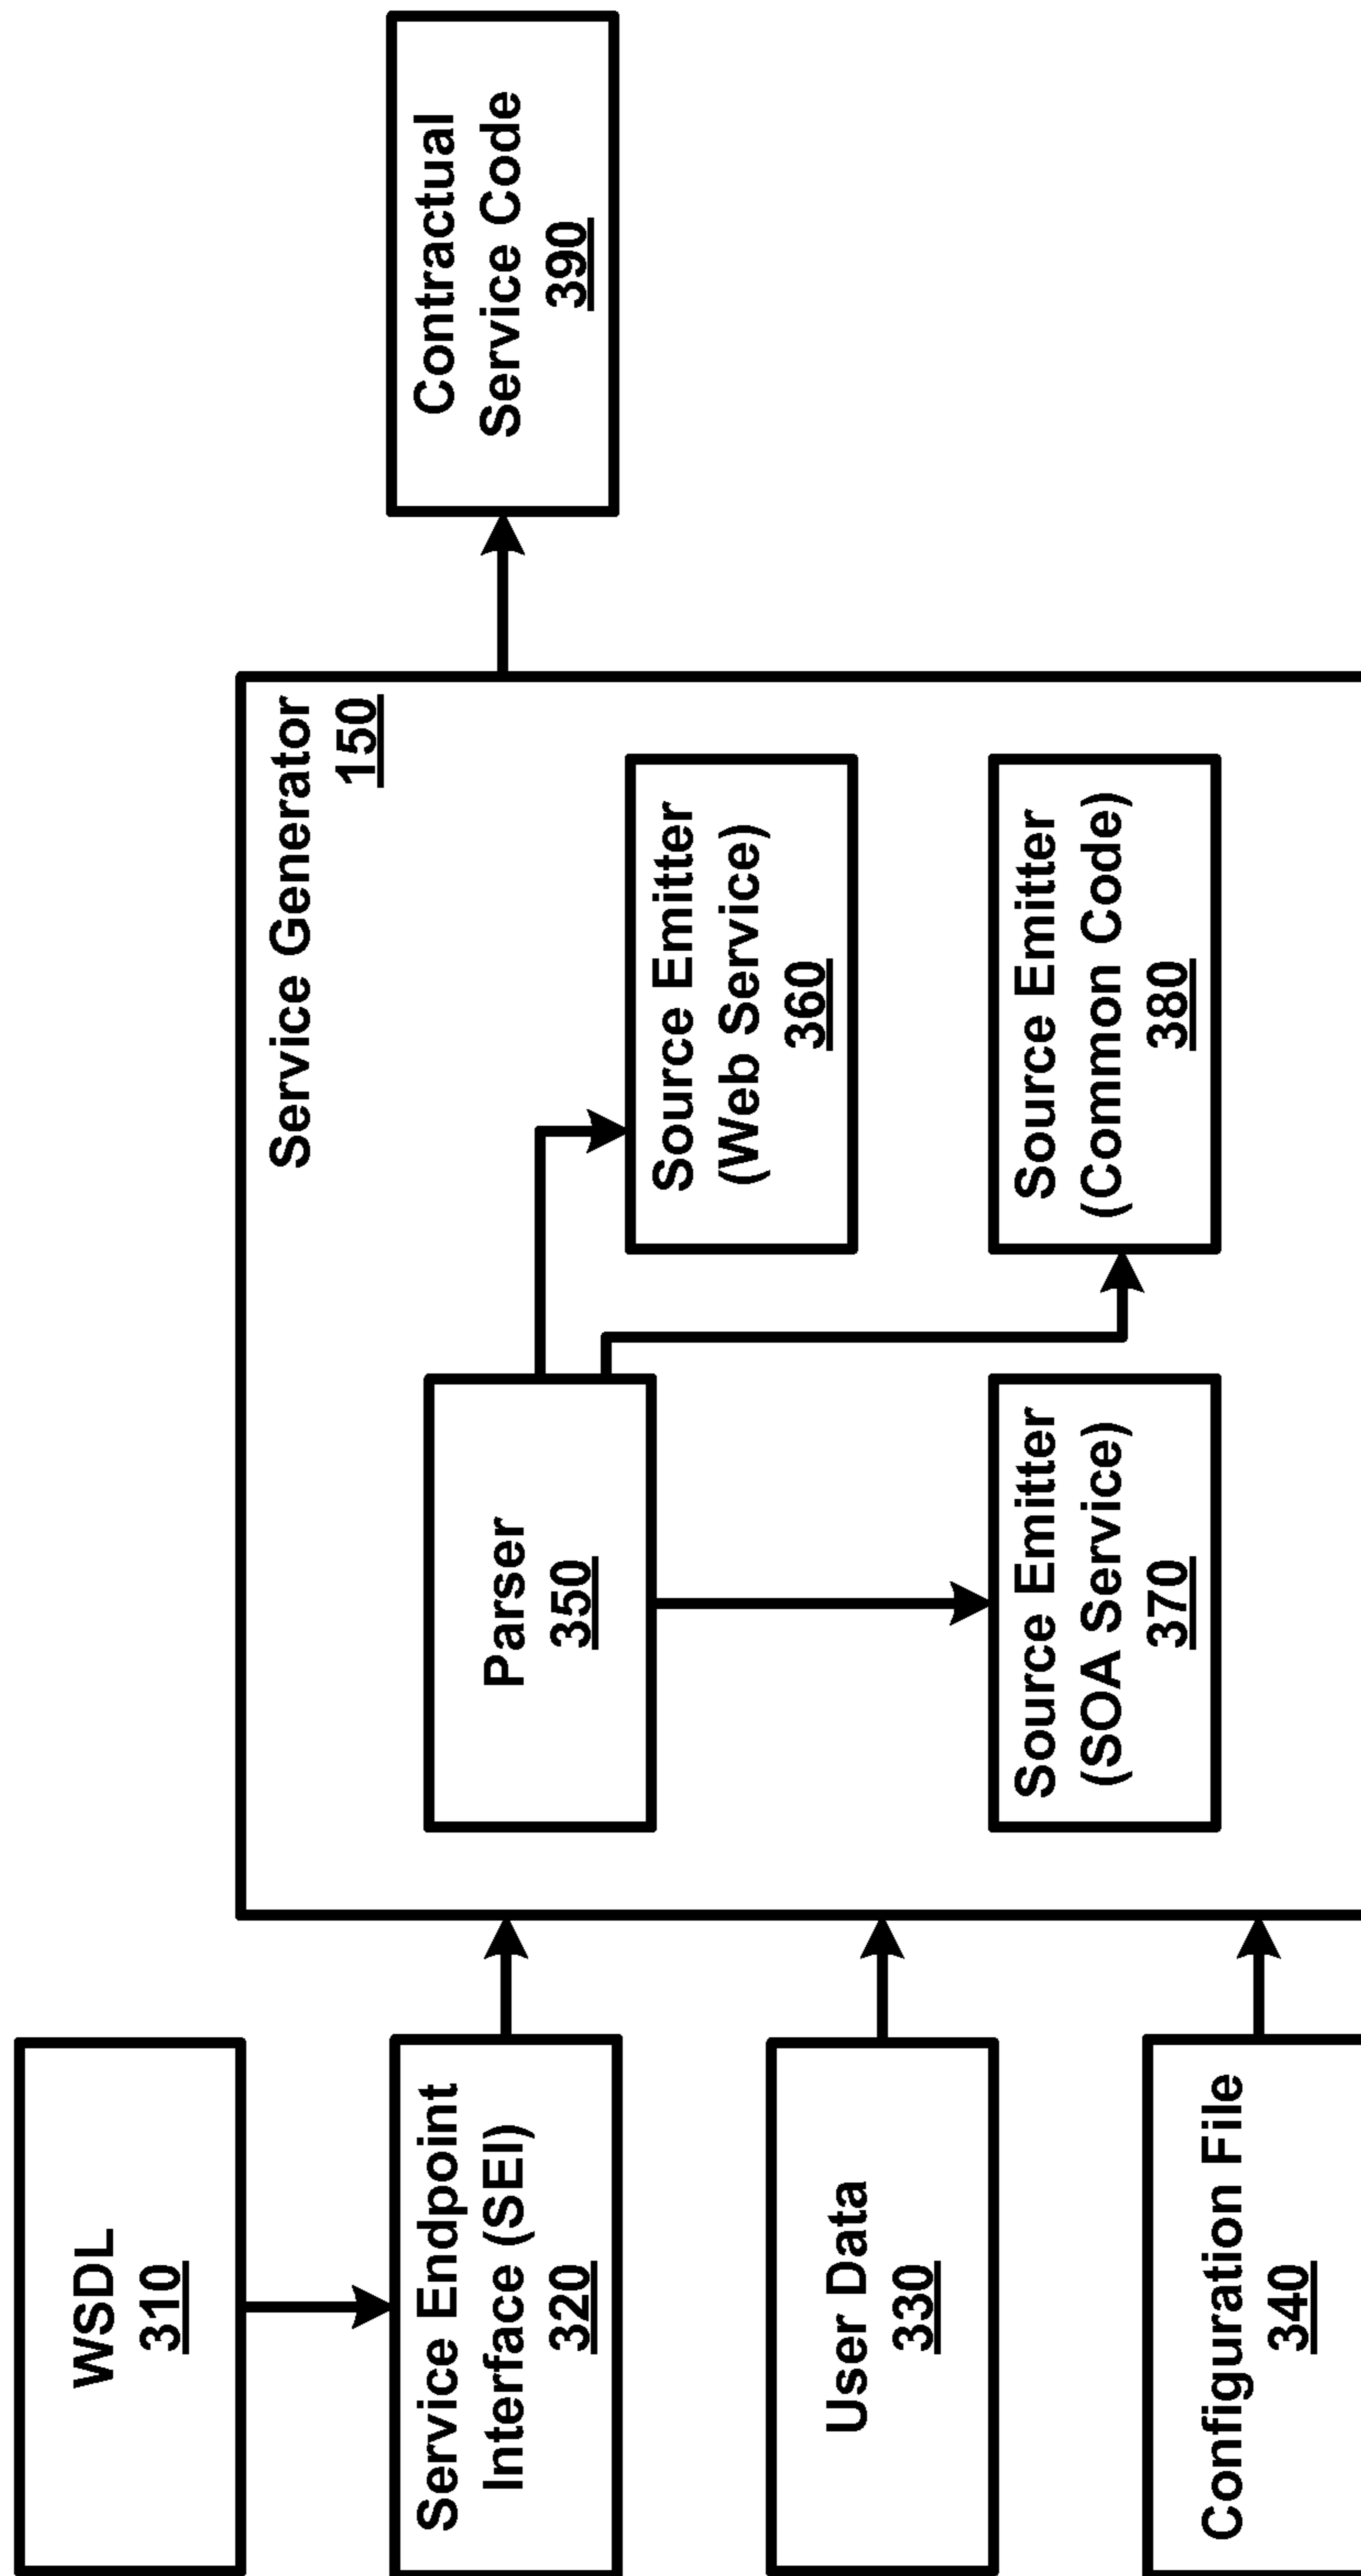 WSDL
310
Service Endpoint
Interface (SEI)
320
User Data
330
Configuration File
340
Service Generator
150
Parser
350
Source Emitter
(Web Service)
360
Source Emitter
(SOA Service)
370
Source Emitter
(Common Code)
380
Contractual
Service Code
390